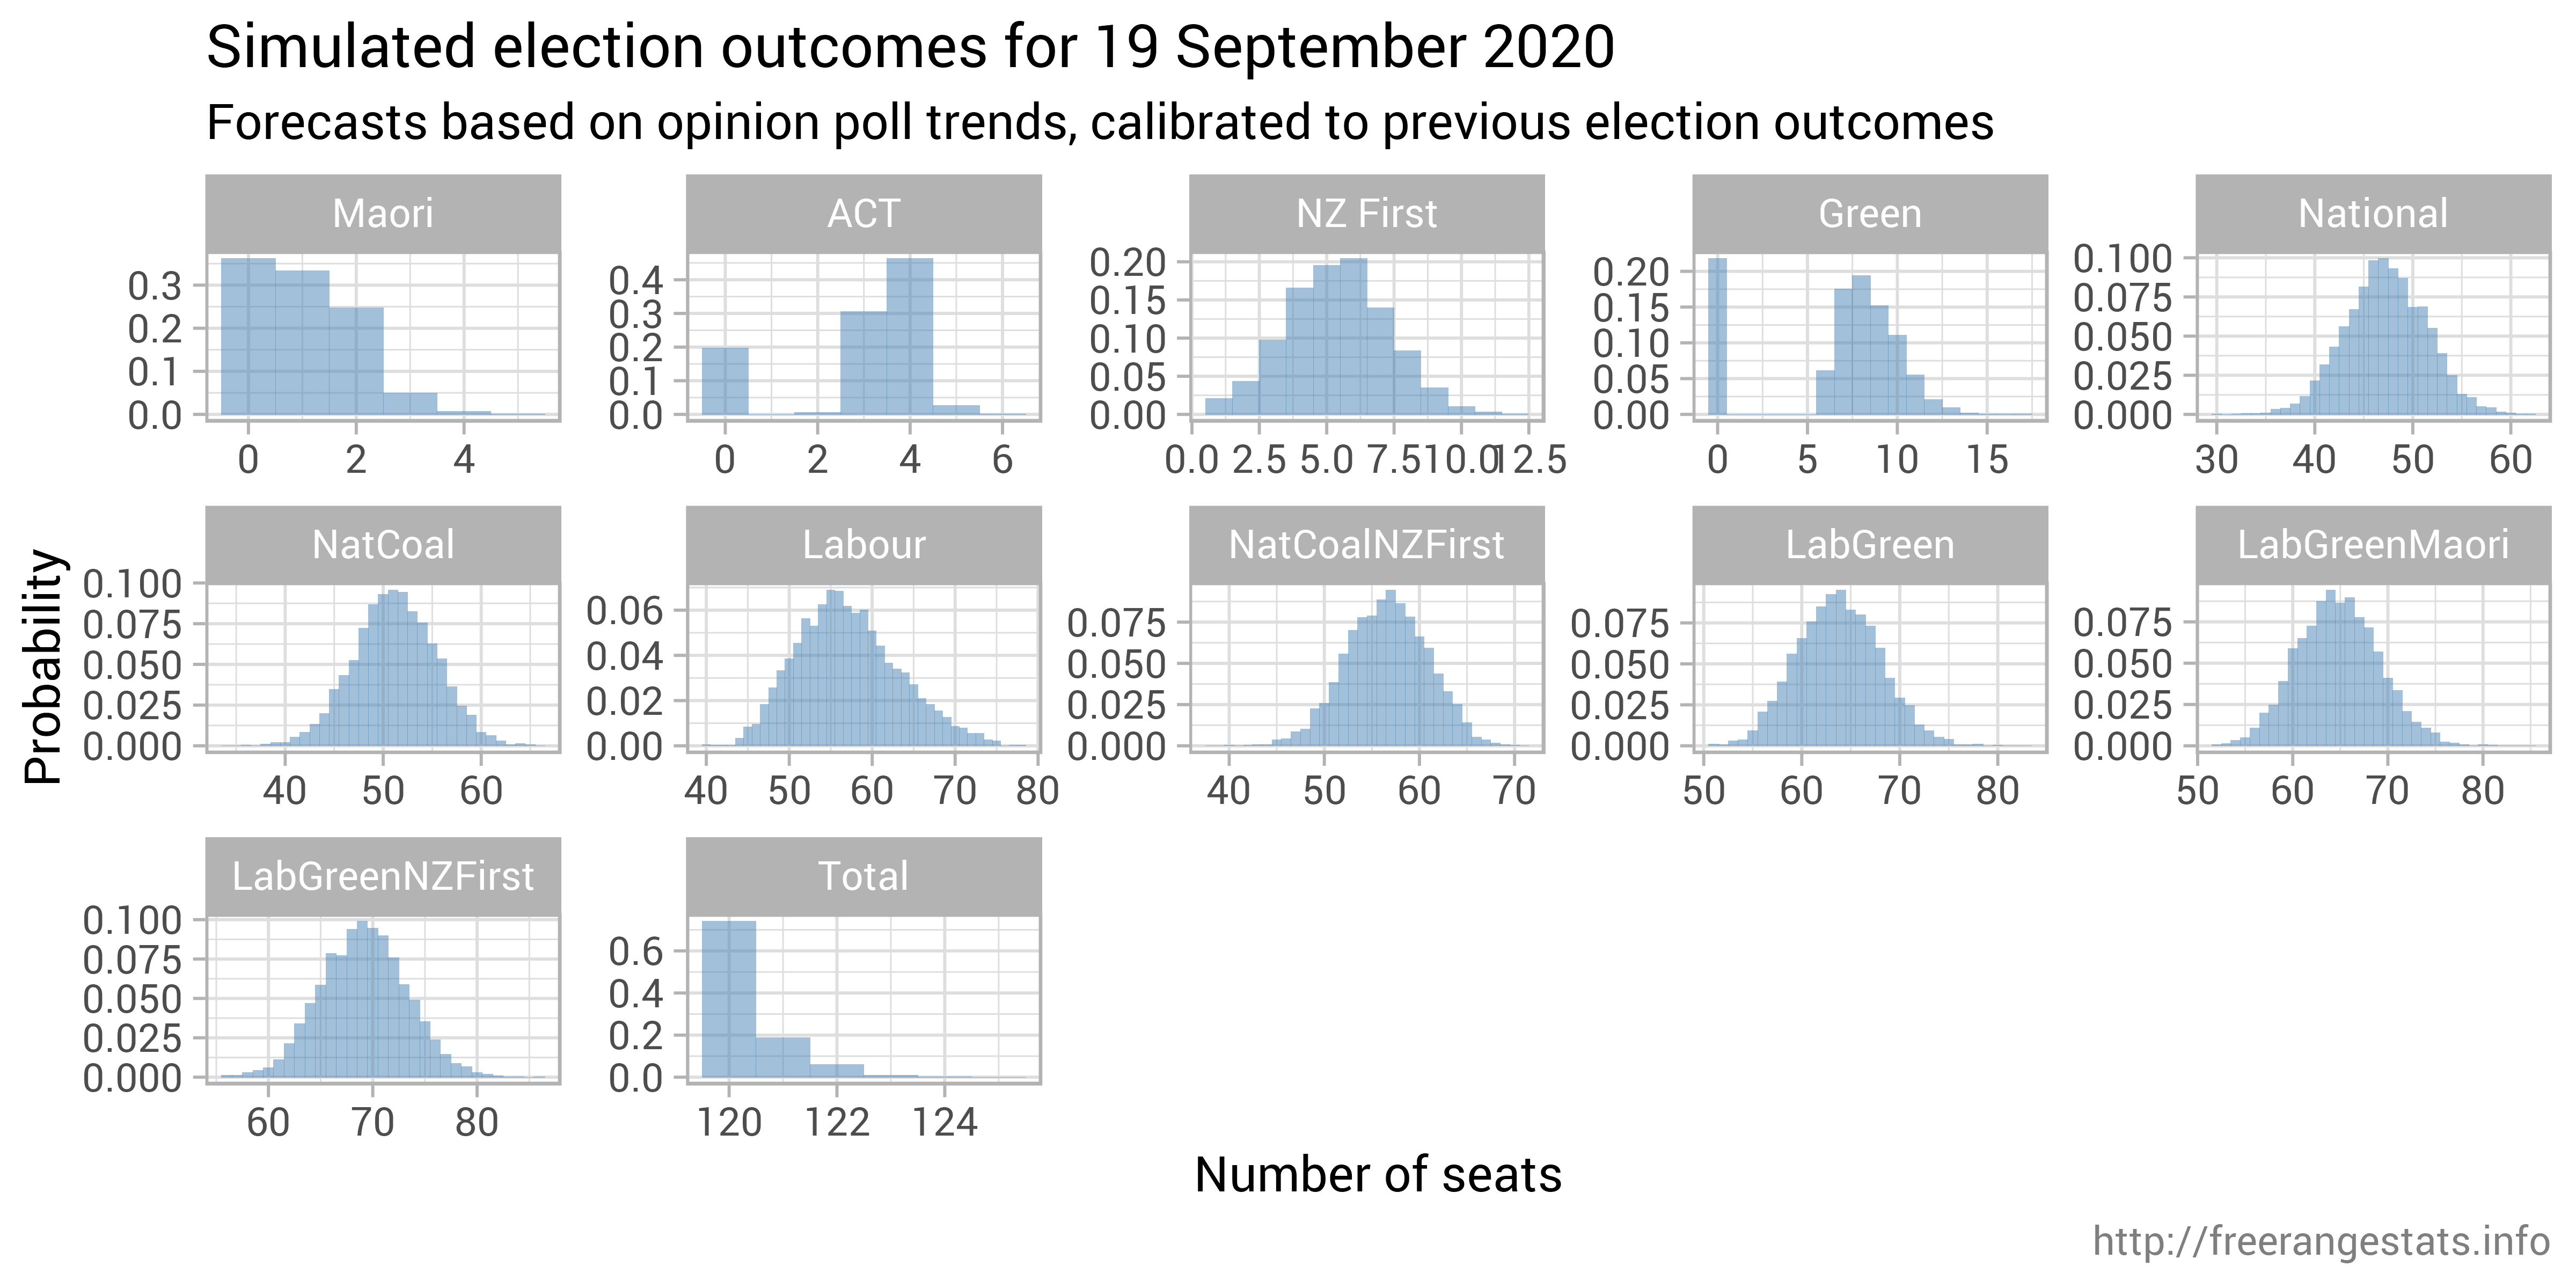 Simulated election outcomes for 19 September 2020
Forecasts based on opinion poll trends, calibrated to previous election outcomes
Maori
ACT
NZ First
Green
National
0.3
0.2
0.1
0.0
0 2 4
0.4
0.3
0.2
0.1
0.0
0 2 4 6
0.20
0.15
0.10
0.05
0.00
0.0 2.5 5.0 7.5 10.0 12.5
0.20
0.15
0.10
0.05
0.00
0 5 10 15
0.100
0.075
0.050
0.025
0.000
30 40 50 60
Probability
NatCoal
Labour
NatCoalNZFirst
LabGreen
LabGreenMaori
0.100
0.075
0.050
0.025
0.000
40 50 60
0.06
0.04
0.02
0.00
40 50 60 70 80
0.075
0.050
0.025
0.000
40 50 60 70
0.075
0.050
0.025
0.000
50 60 70 80
0.075
0.050
0.025
0.000
50 60 70 80
LabGreenNZFirst
Total
0.100
0.075
0.050
0.025
0.000
60 70 80
0.6
0.4
0.2
0.0
120 122 124
Number of seats
http://freerangestats.info